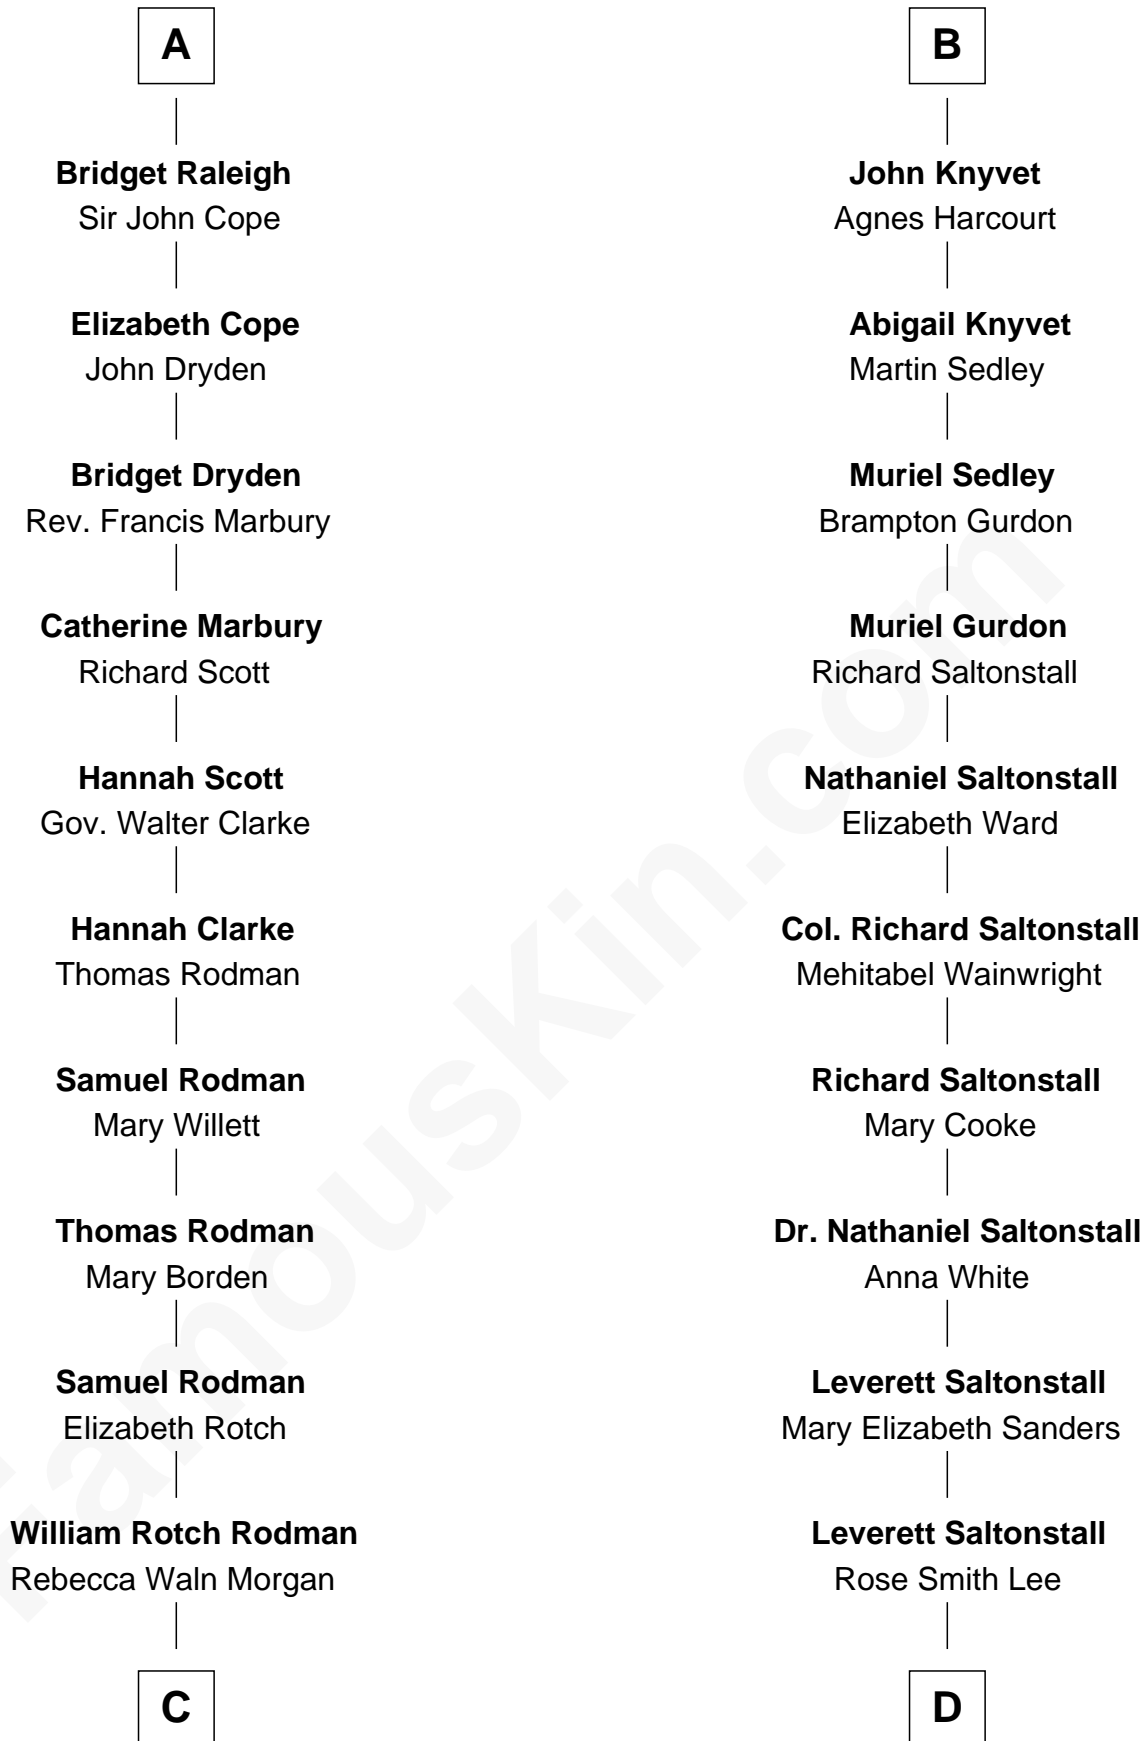 A
Bridget Raleigh
Sir John Cope
Elizabeth Cope
John Dryden
Bridget Dryden
Rev. Francis Marbury
Catherine Marbury
Richard Scott
Hannah Scott
Gov. Walter Clarke
Hannah Clarke
Thomas Rodman
Samuel Rodman
Mary Willett
Thomas Rodman
Mary Borden
Samuel Rodman
Elizabeth Rotch
William Rotch Rodman
Rebecca Waln Morgan
C
B
John Knyvet
Agnes Harcourt
Abigail Knyvet
Martin Sedley
Muriel Sedley
Brampton Gurdon
Muriel Gurdon
Richard Saltonstall
Nathaniel Saltonstall
Elizabeth Ward
Col. Richard Saltonstall
Mehitabel Wainwright
Richard Saltonstall
Mary Cooke
Dr. Nathaniel Saltonstall
Anna White
Leverett Saltonstall
Mary Elizabeth Sanders
Leverett Saltonstall
Rose Smith Lee
D
FamousKin.com